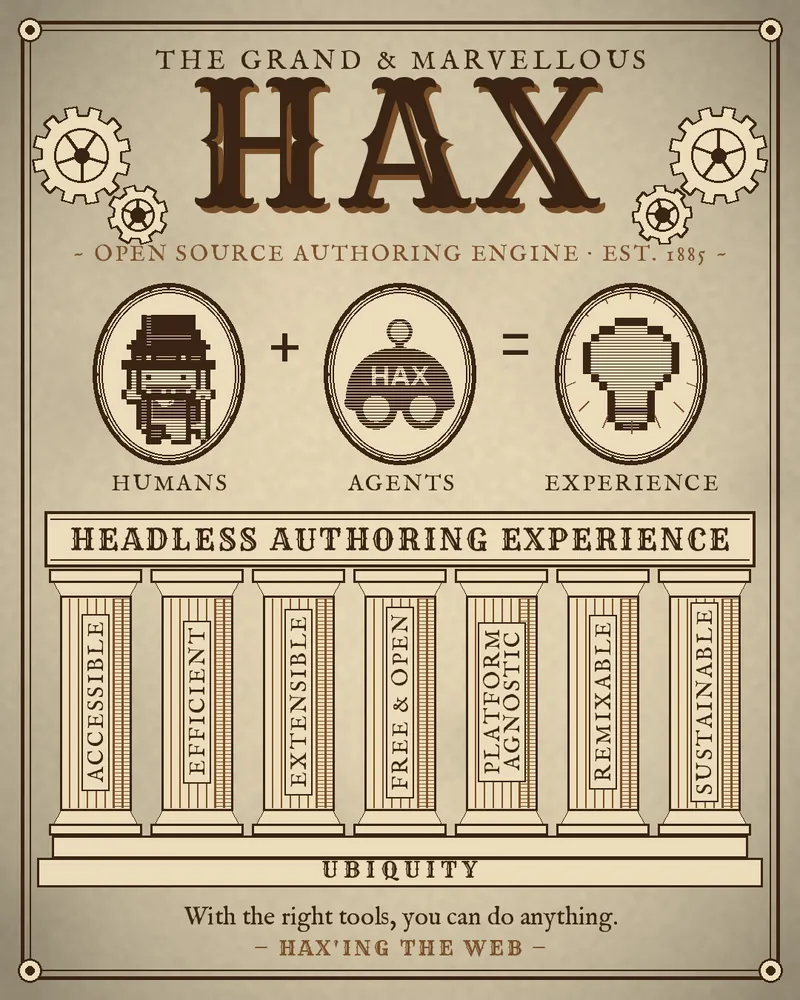 THE GRAND & MARVELLOUS
HAX
~ OPEN SOURCE AUTHORING ENGINE · EST. 1885 ~
+
HAX
=
HUMANS
AGENTS
EXPERIENCE
HEADLESS AUTHORING EXPERIENCE
ACCESSIBLE
EFFICIENT
EXTENSIBLE
FREE & OPEN
PLATFORM
AGNOSTIC
REMIXABLE
SUSTAINABLE
UBIQUITY
With the right tools, you can do anything.
~ HAX'ING THE WEB ~